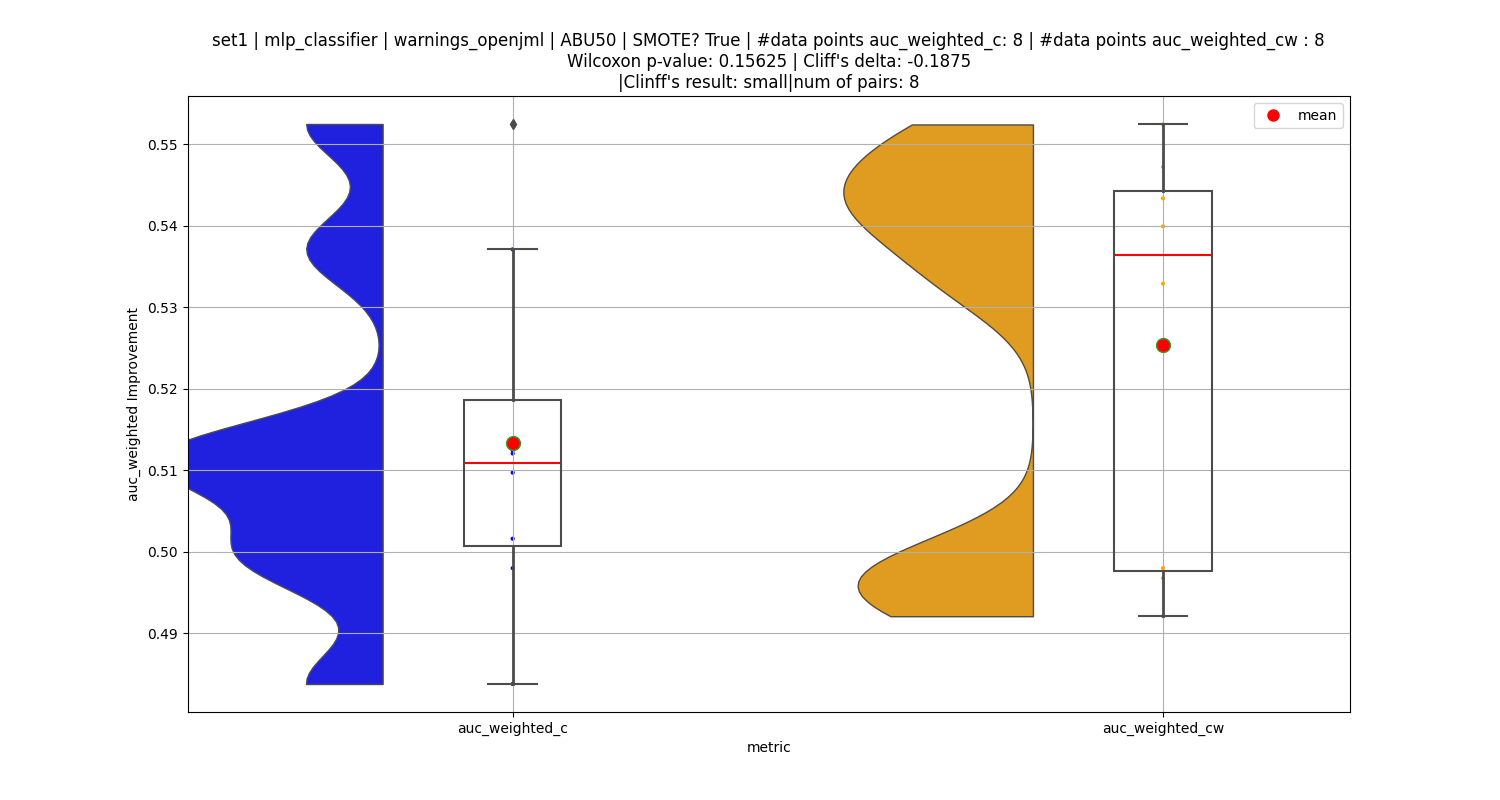 set1 | mlp_classifier | warnings_openjml | ABU50 | SMOTE? True | #data points auc_weighted_c: 8 | #data points auc_weighted_cw : 8
Wilcoxon p-value: 0.15625 | Cliff's delta: -0.1875
|Clinff's result: small|num of pairs: 8
mean
0.55
0.54
0.53
0.52
0.51
0.50
0.49
auc_weighted Improvement
auc_weighted_c
auc_weighted_cw
metric